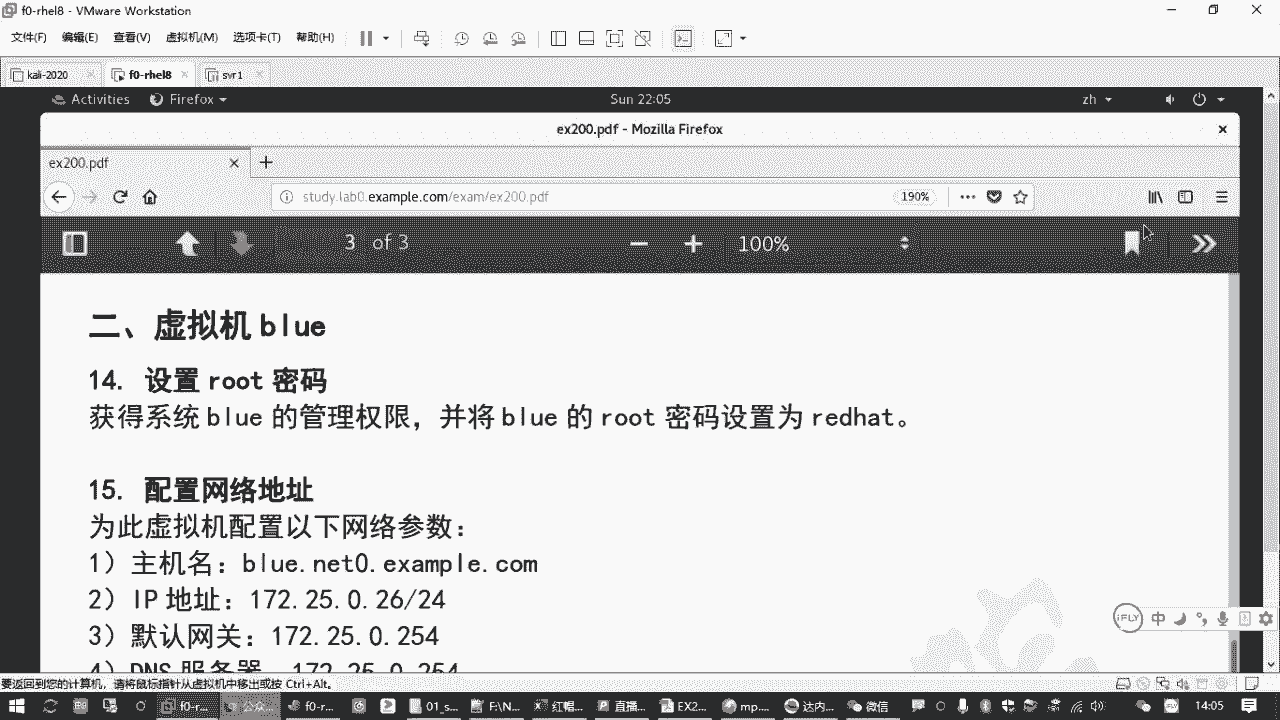 f0-rhel8 - VMware Workstation
文件(F) 编辑(E) 查看(V) 虚拟机(M) 选项卡(T) 帮助(H)
kali-2020 f0-rhel8 svr1
Activities Firefox Sun 22:05 zh
ex200.pdf - Mozilla Firefox
ex200.pdf
study.lab0.example.com/exam/ex200.pdf 190%
3 of 3 100%
二、虚拟机 blue
14. 设置 root 密码
获得系统 blue 的管理权限，并将 blue 的 root 密码设置为 redhat。
15. 配置网络地址
为此虚拟机配置以下网络参数：
1）主机名：blue.net0.example.com
2）IP 地址：172.25.0.26/24
3）默认网关：172.25.0.254
4）DNS 服务器：172.25.0.254
iFLY 中
要返回到您的计算机，请将鼠标指针从虚拟机中移出或按 Ctrl+Alt。
f0-r... 公众... f0-r... 01_s... F:\N... 红帽... 直播... EX2... mp.... 达内... 微信 14:05